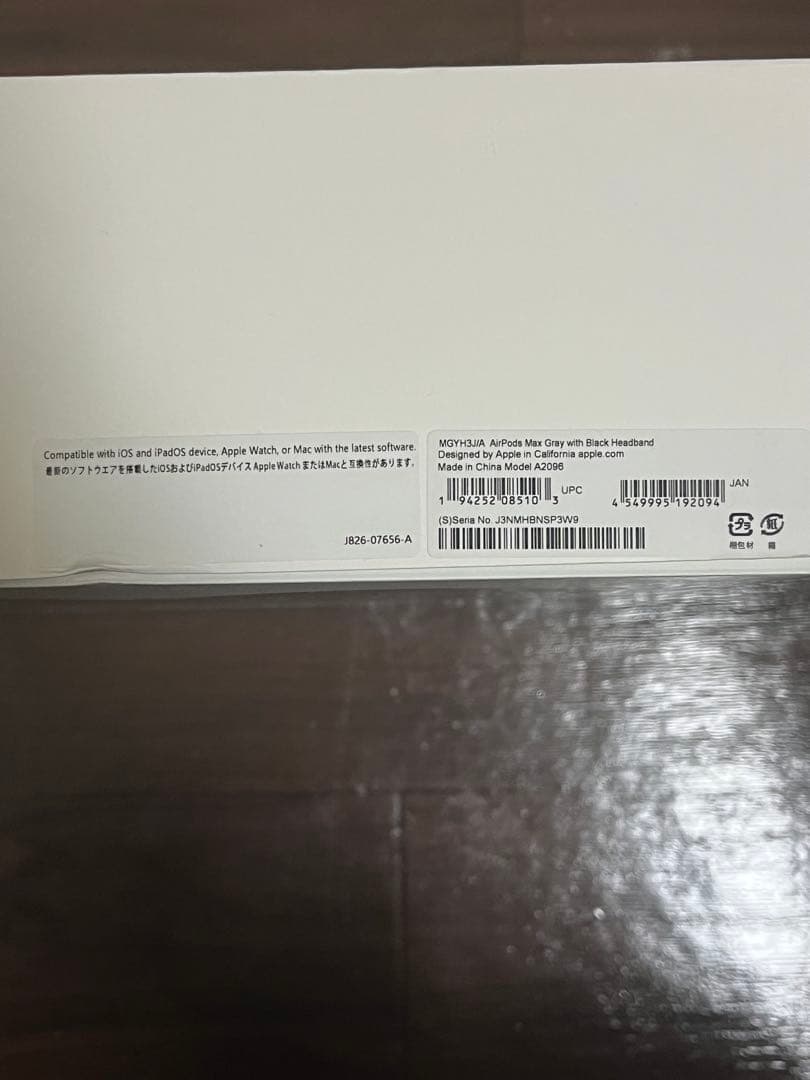 Compatible with iOS and iPadOS device, Apple Watch, or Mac with the latest software.
最新のソフトウエアを搭載したiOSおよびiPadOSデバイス Apple Watch またはMacと互換性があります。
J826-07656-A
MGYH3J/A AirPods Max Gray with Black Headband
Designed by Apple in California apple.com
Made in China Model A2096
1 94252 08510 3 UPC
4 549995 192094 JAN
(S)Seria No. J3NMHBNSP3W9
プラ 紙
梱包材 箱